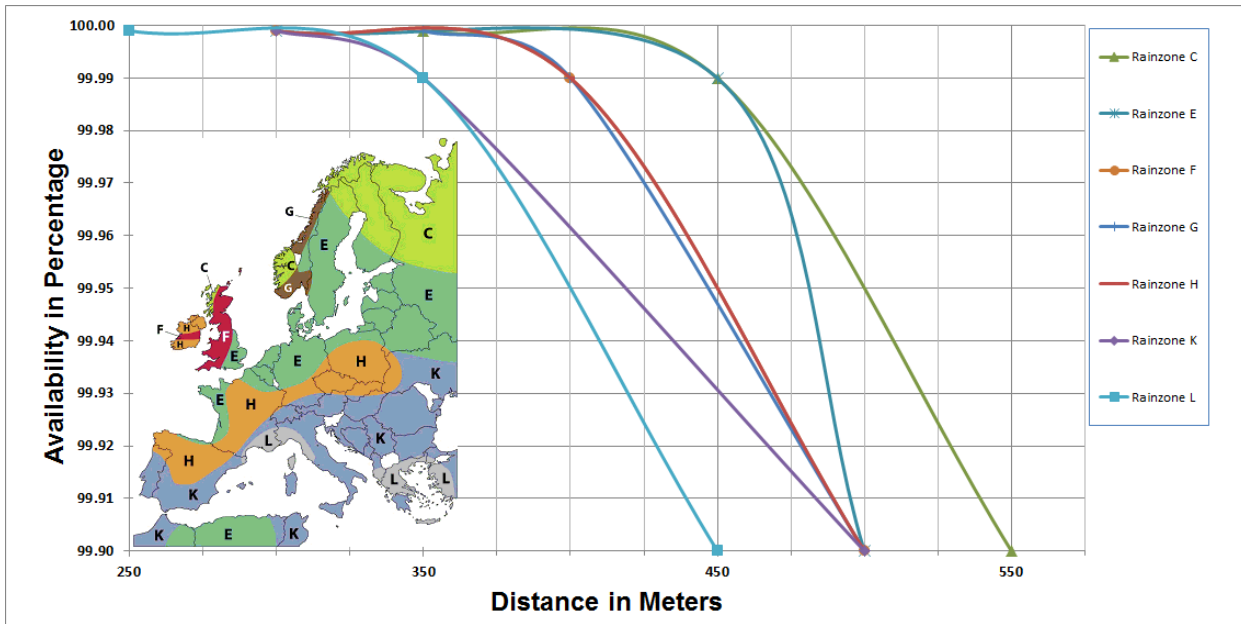 Availability in Percentage
100.00
99.99
99.98
99.97
99.96
99.95
99.94
99.93
99.92
99.91
99.90
250
350
450
550
Distance in Meters
Rainzone C
Rainzone E
Rainzone F
Rainzone G
Rainzone H
Rainzone K
Rainzone L
G
E
C
C
C
G
E
F
H
H
F
E
E
H
K
E
H
L
K
H
K
L
L
K
E
K